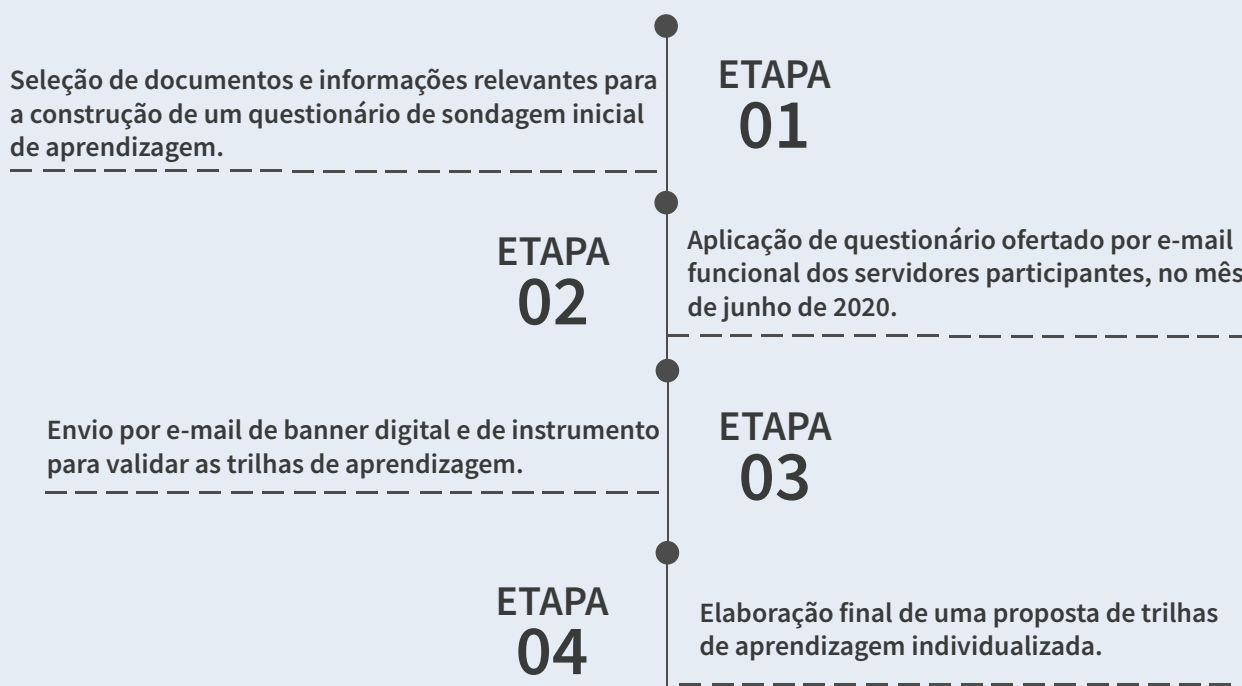 Seleção de documentos e informações relevantes para
a construção de um questionário de sondagem inicial
de aprendizagem.
ETAPA
01
ETAPA
02
Aplicação de questionário ofertado por e-mail
funcional dos servidores participantes, no mês
de junho de 2020.
Envio por e-mail de banner digital e de instrumento
para validar as trilhas de aprendizagem.
ETAPA
03
ETAPA
04
Elaboração final de uma proposta de trilhas
de aprendizagem individualizada.